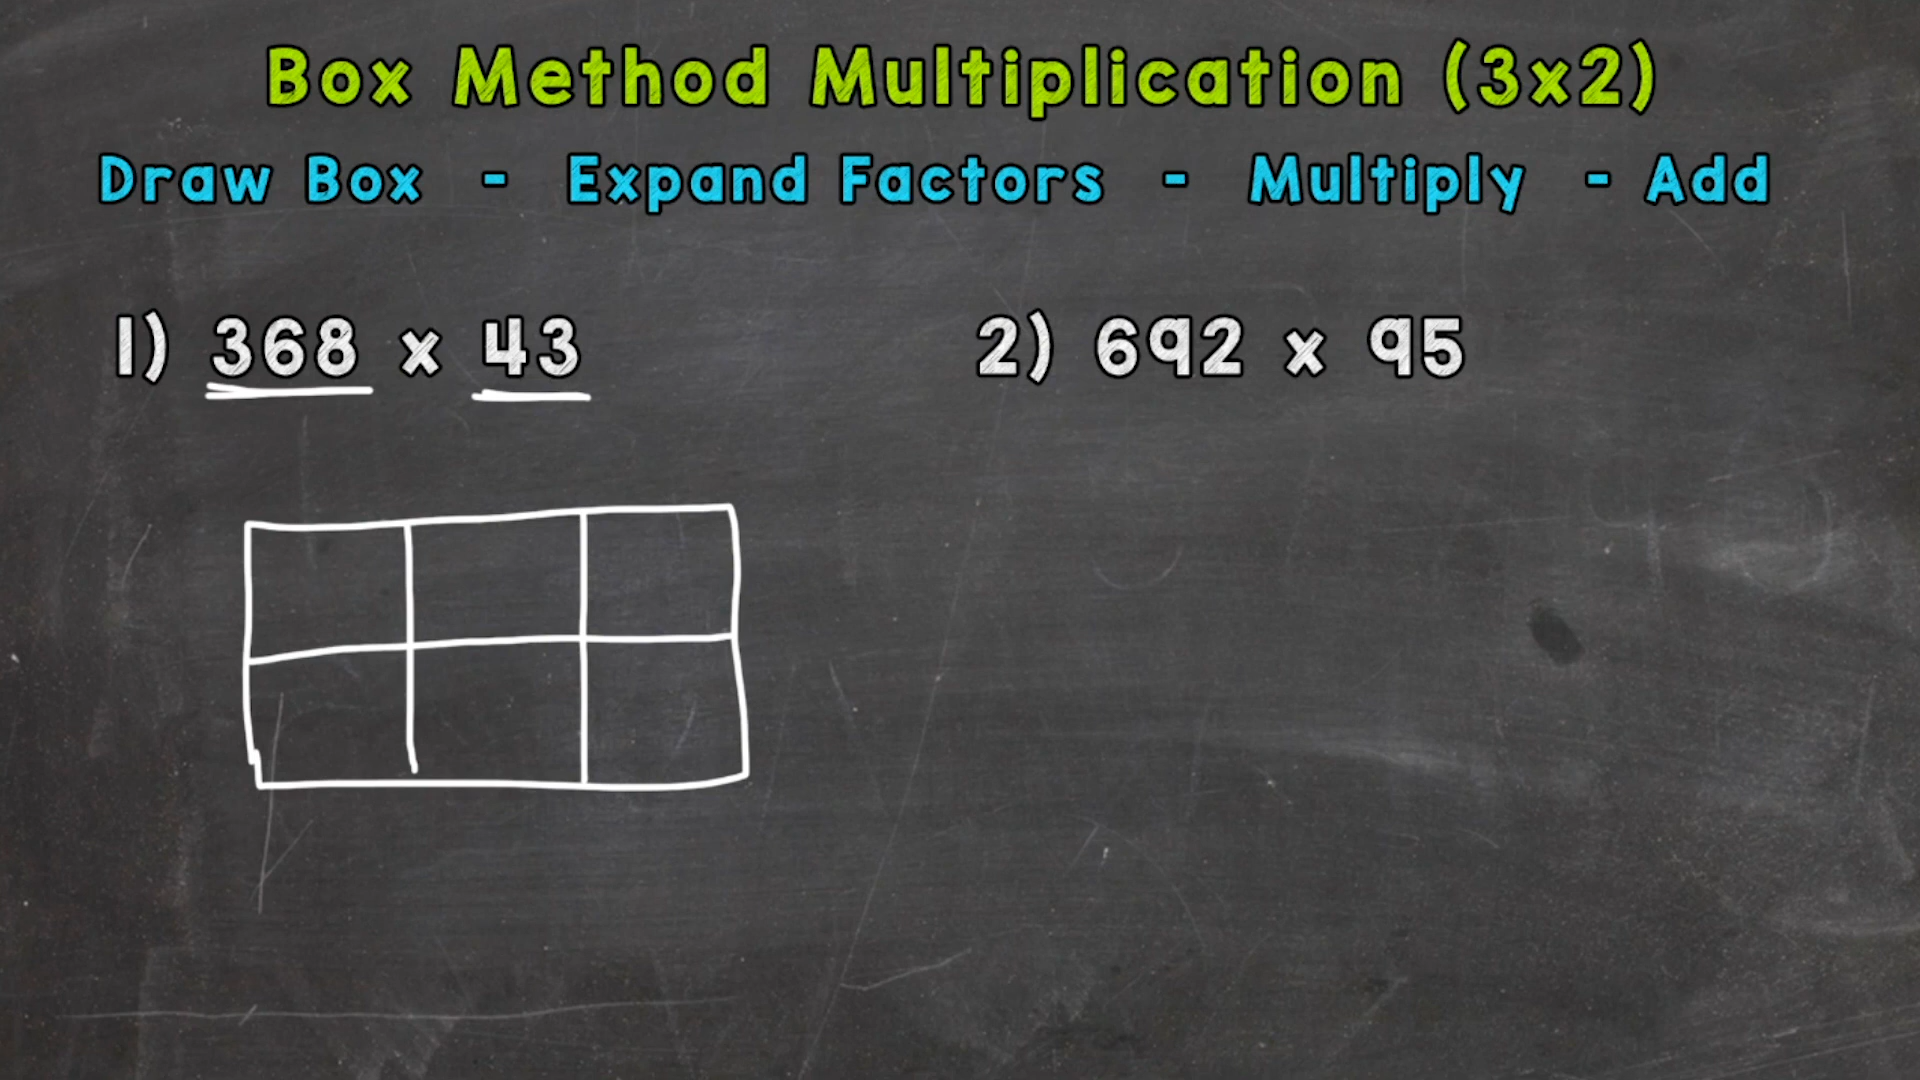 Box Method Multiplication (3x2)
Draw Box - Expand Factors - Multiply - Add
1) 368 x 43
2) 692 x 95